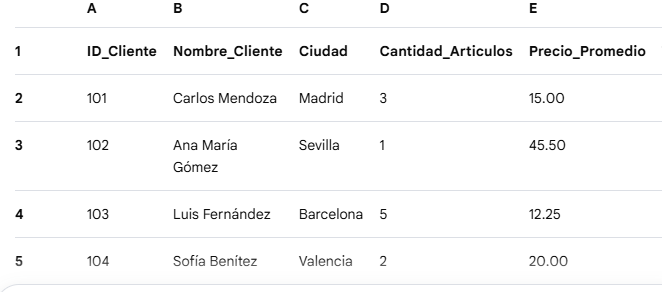 A B C D E
1 ID_Cliente Nombre_Cliente Ciudad Cantidad_Articulos Precio_Promedio
2 101 Carlos Mendoza Madrid 3 15.00
3 102 Ana María Sevilla 1 45.50
Gómez
4 103 Luis Fernández Barcelona 5 12.25
5 104 Sofía Benítez Valencia 2 20.00